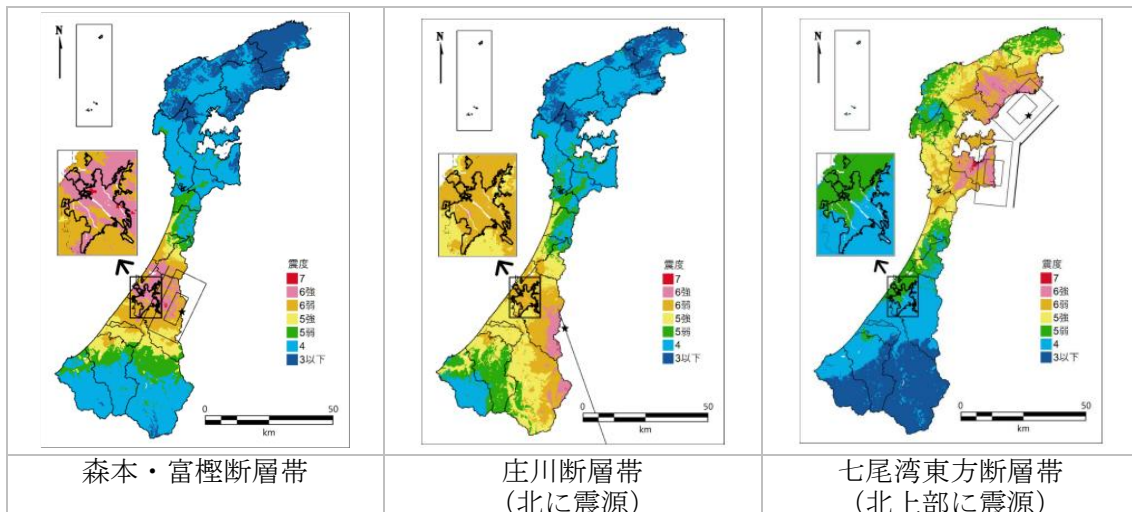 N
震度
7
6強
6弱
5強
5弱
4
3以下
0
50
km
森本・富樫断層帯
N
震度
7
6強
6弱
5強
5弱
4
3以下
0
50
km
庄川断層帯
（北に震源）
N
震度
7
6強
6弱
5強
5弱
4
3以下
0
50
km
七尾湾東方断層帯
（北上部に震源）